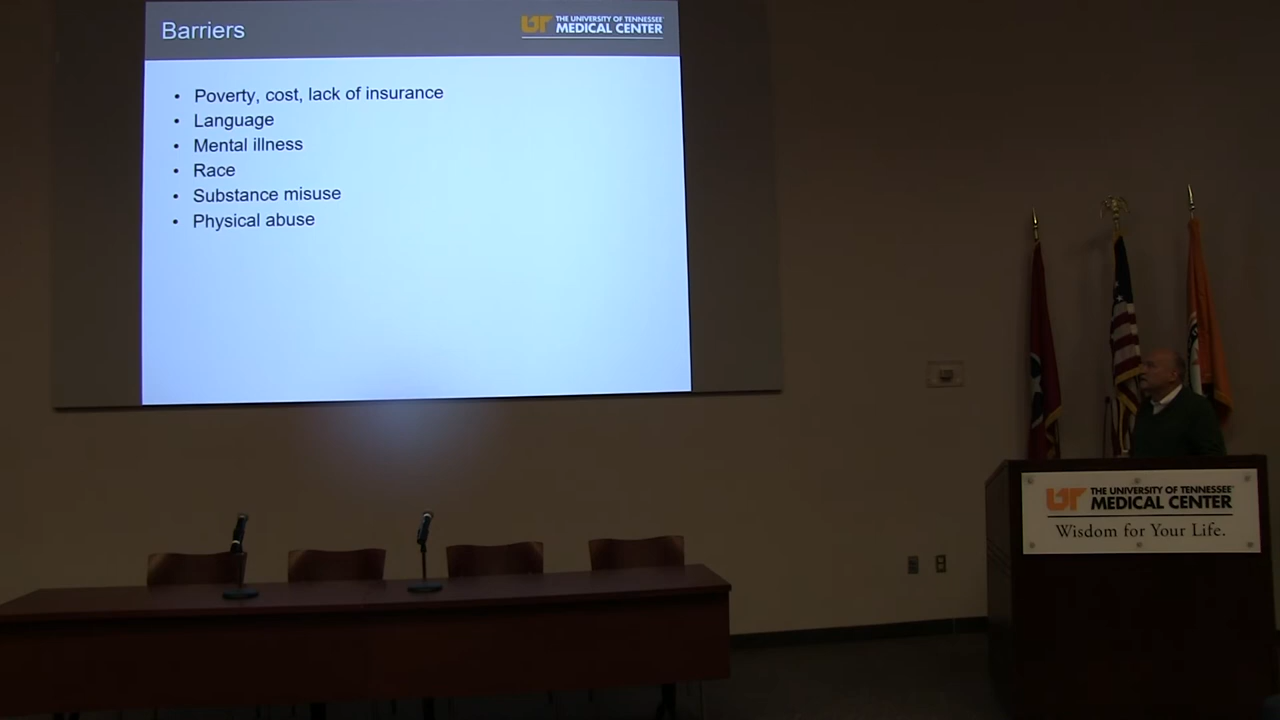 Barriers
THE UNIVERSITY OF TENNESSEE
MEDICAL CENTER
• Poverty, cost, lack of insurance
• Language
• Mental illness
• Race
• Substance misuse
• Physical abuse
UT THE UNIVERSITY OF TENNESSEE
MEDICAL CENTER
Wisdom for Your Life.